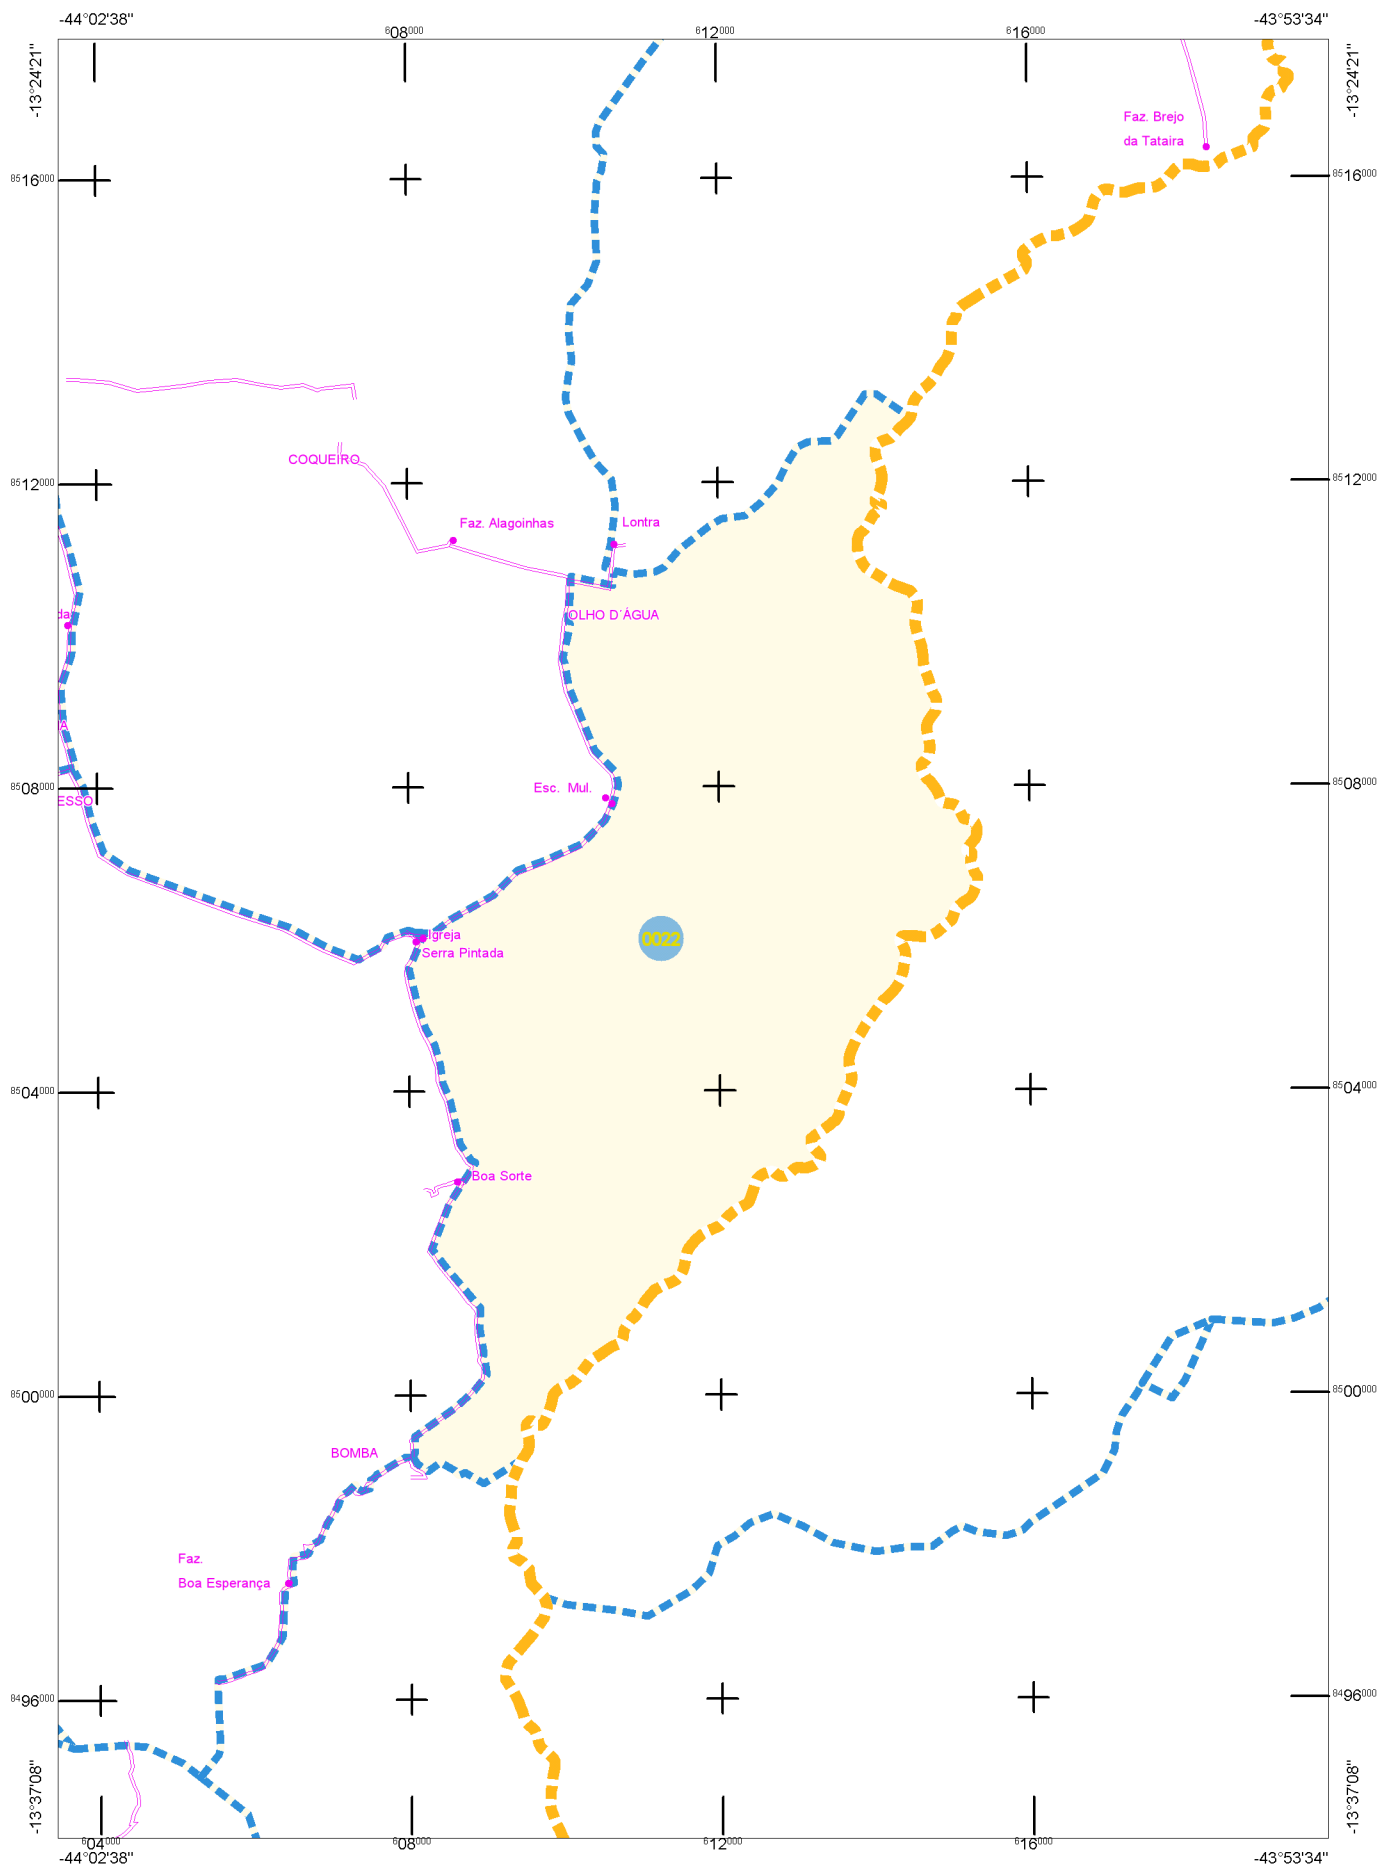 -44°02'38" -43°53'34"
608000 612000 616000
-13°24'21" -13°24'21"
Faz. Brejo
da Tataira
8516000 8516000
COQUEIRO
8512000 8512000
Faz. Alagoinhas Lontra
da
OLHO D'ÁGUA
A
Esc. Mul.
8508000 8508000
ESSO
Igreja
0022
Serra Pintada
8504000 8504000
Boa Sorte
8500000 8500000
BOMBA
Faz.
Boa Esperança
8496000 8496000
-13°37'08" -13°37'08"
604000 608000 612000 616000
-44°02'38" -43°53'34"